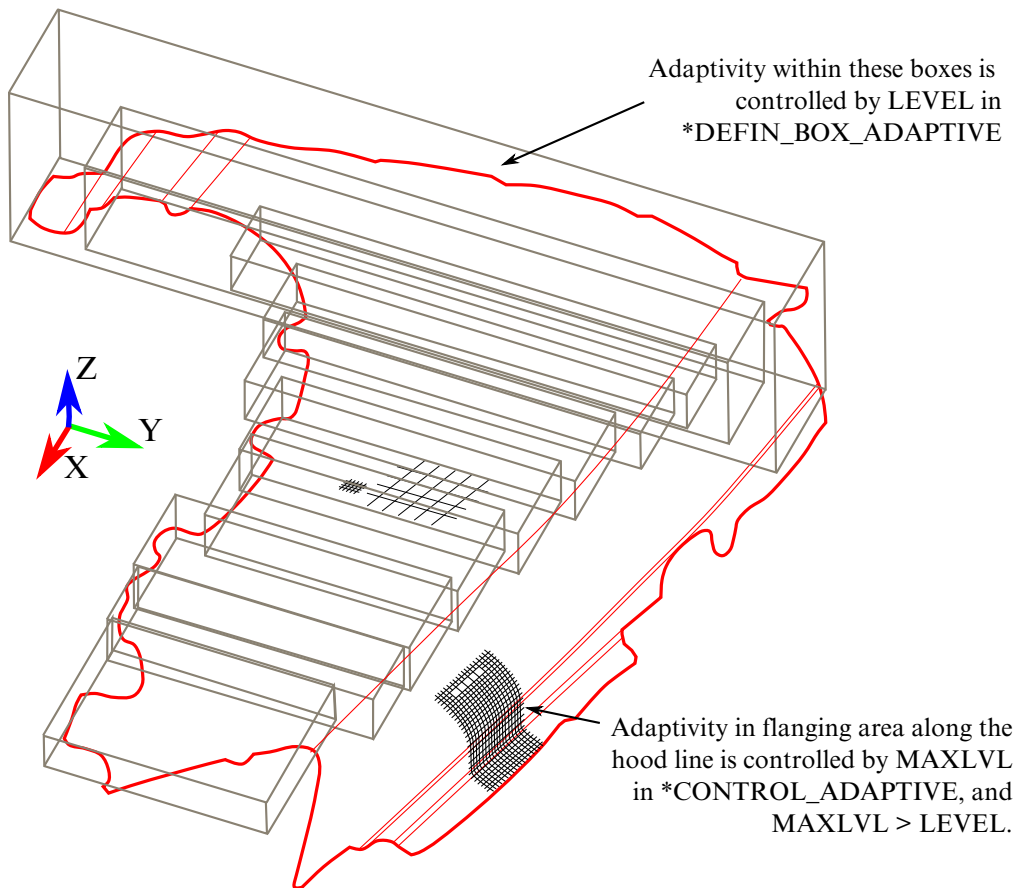 Adaptivity within these boxes is
controlled by LEVEL in
*DEFIN_BOX_ADAPTIVE
Z
Y
X
Adaptivity in flanging area along the
hood line is controlled by MAXLVL
in *CONTROL_ADAPTIVE, and
MAXLVL > LEVEL.